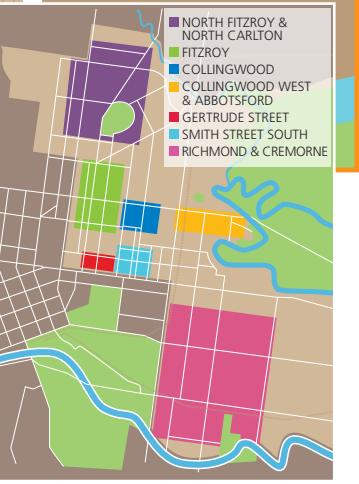 NORTH FITZROY &
NORTH CARLTON
FITZROY
COLLINGWOOD
COLLINGWOOD WEST
& ABBOTSFORD
GERTRUDE STREET
SMITH STREET SOUTH
RICHMOND & CREMORNE